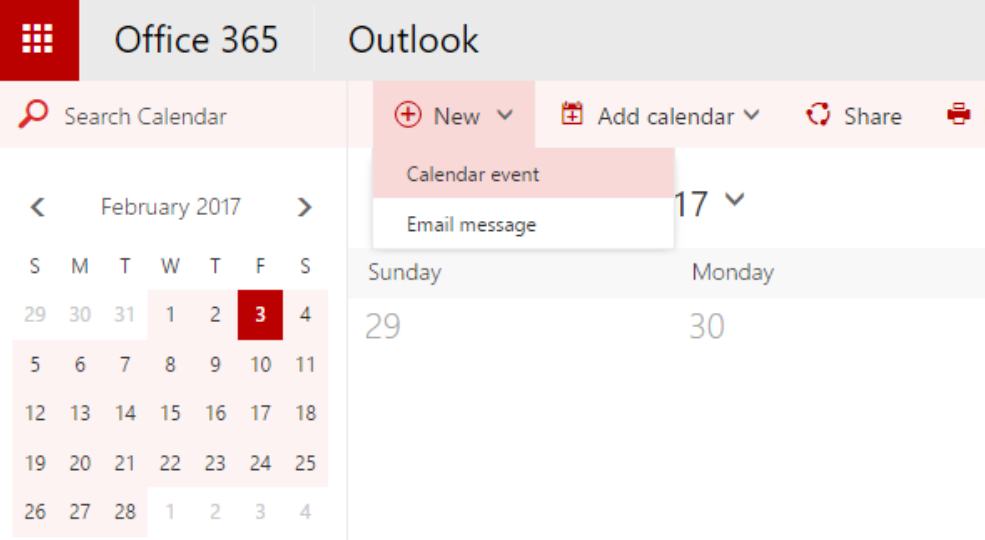 Office 365 Outlook
Search Calendar
New Add calendar Share
Calendar event
Email message
February 2017
17
S M T W T F S
29 30 31 1 2 3 4
5 6 7 8 9 10 11
12 13 14 15 16 17 18
19 20 21 22 23 24 25
26 27 28 1 2 3 4
Sunday Monday
29 30